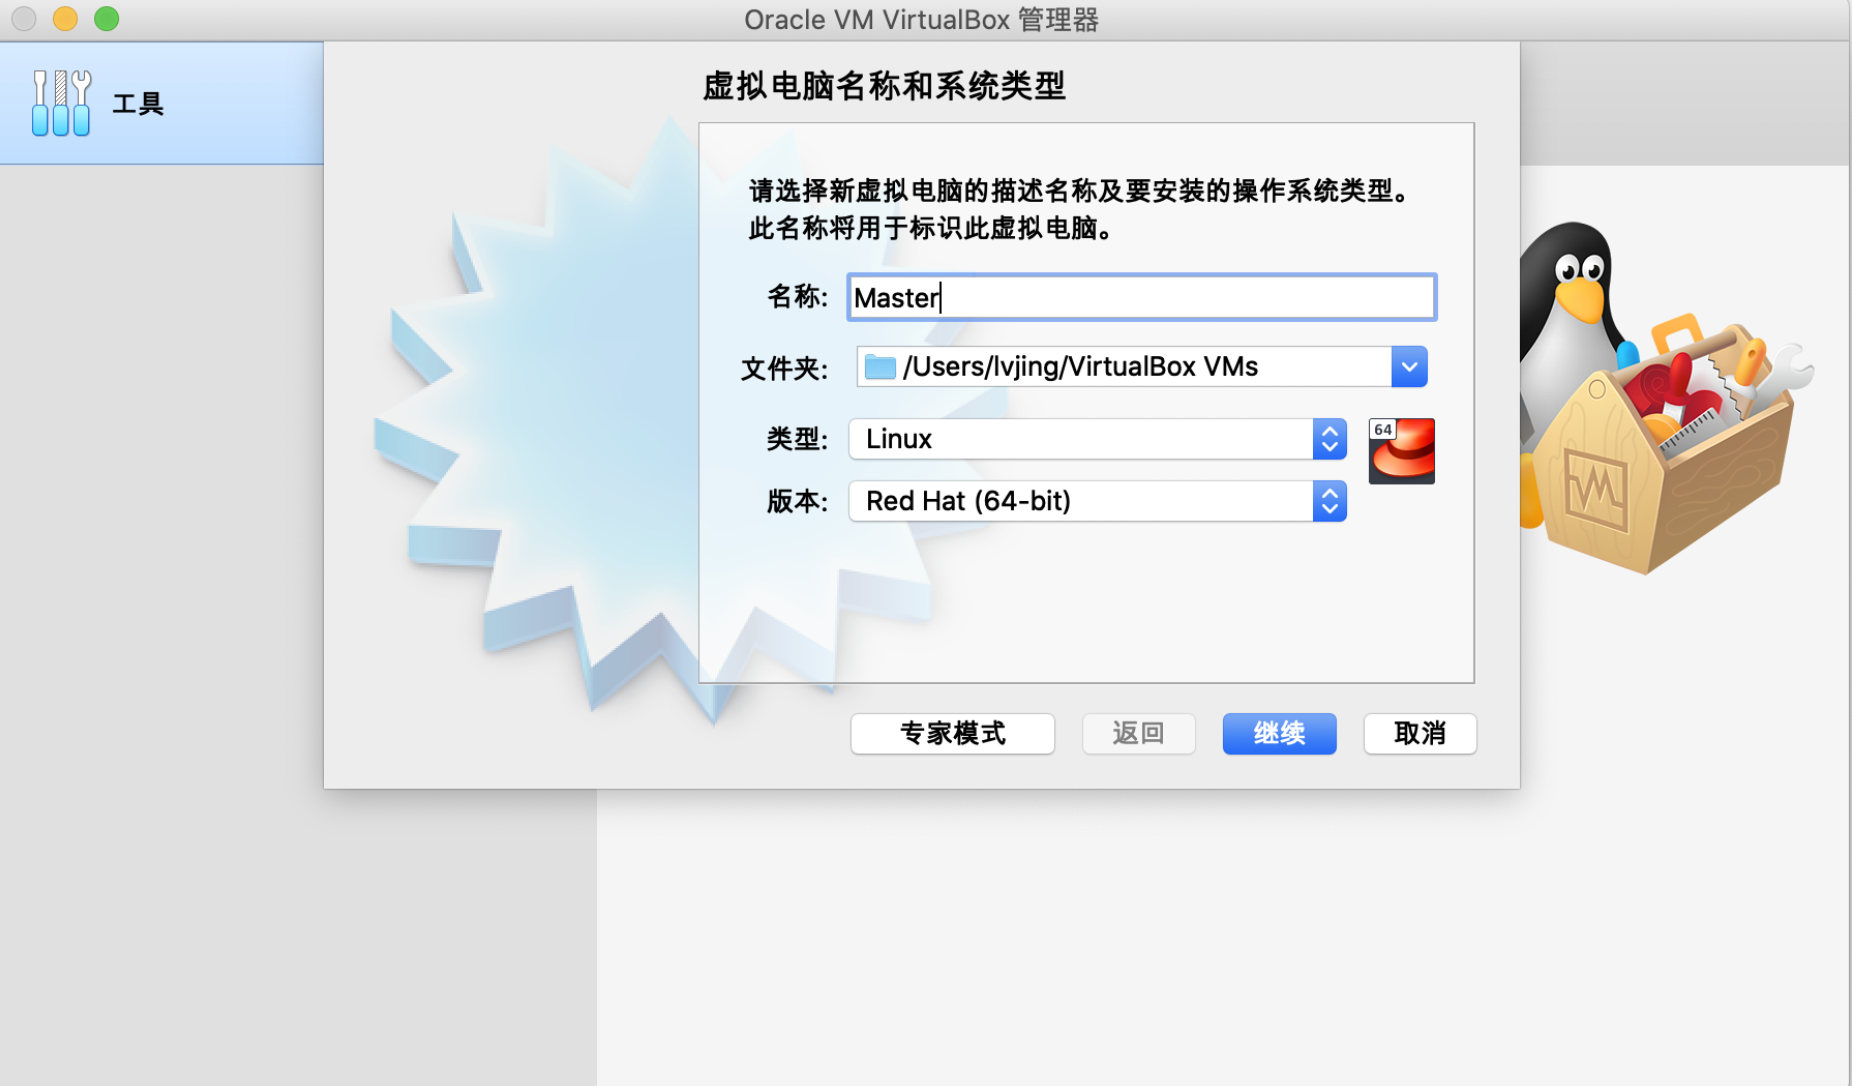 Oracle VM VirtualBox 管理器
工具
虚拟电脑名称和系统类型
请选择新虚拟电脑的描述名称及要安装的操作系统类型。
此名称将用于标识此虚拟电脑。
名称: Master
文件夹: /Users/lvjing/VirtualBox VMs
类型: Linux
64
版本: Red Hat (64-bit)
专家模式 返回 继续 取消